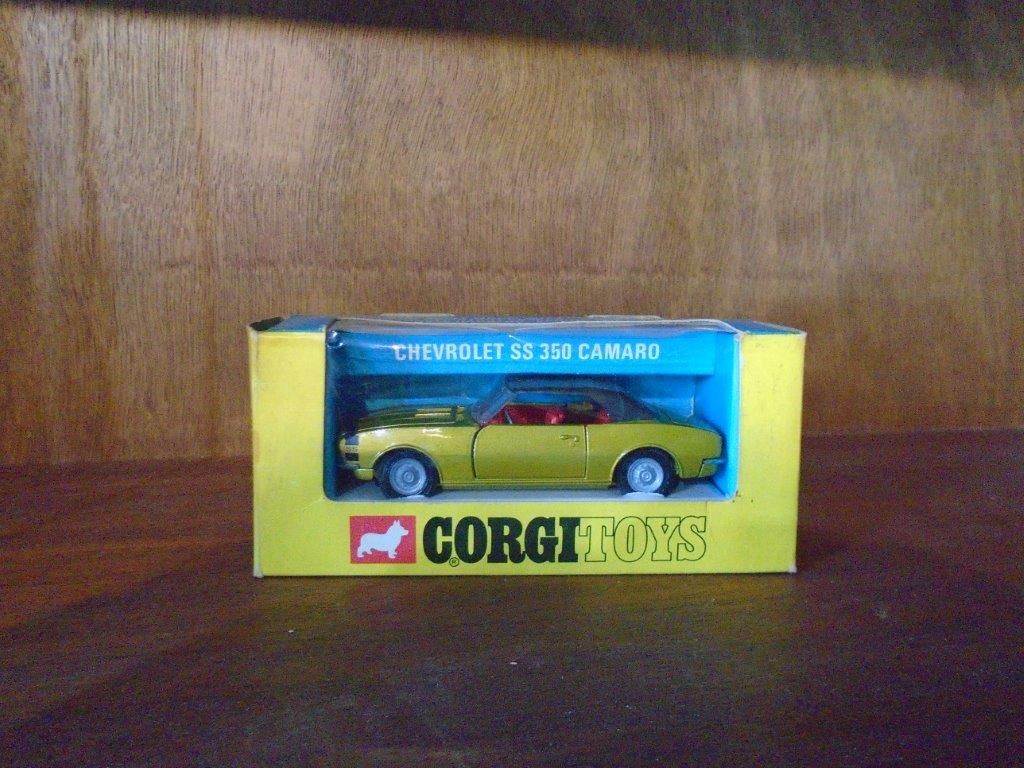 CHEVROLET SS 350 CAMARO
CORGI® TOYS